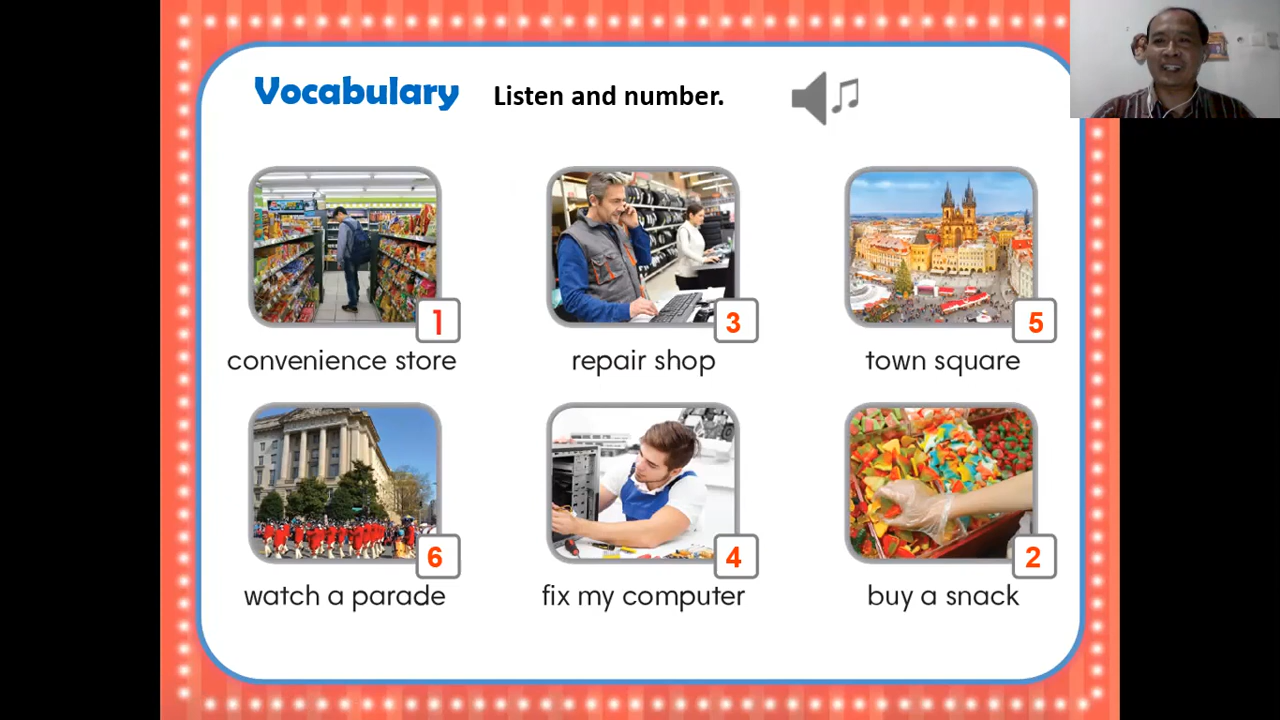 Vocabulary Listen and number.
1
convenience store
3
repair shop
5
town square
6
watch a parade
4
fix my computer
2
buy a snack